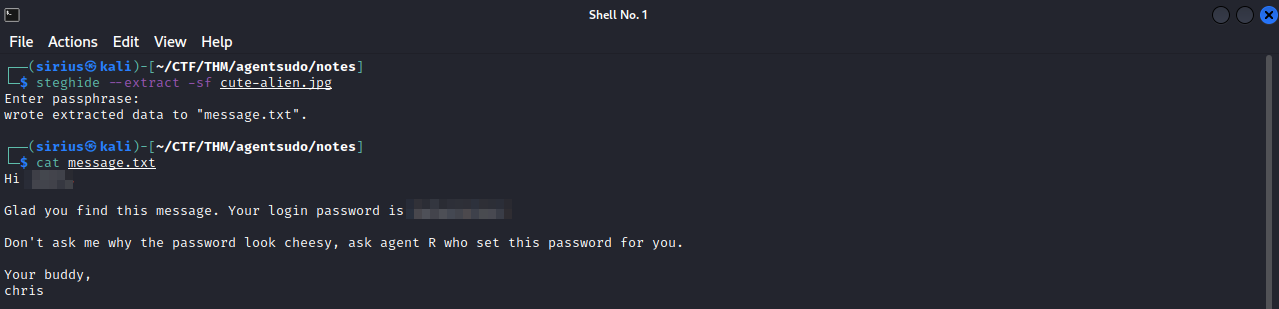 Shell No. 1
File Actions Edit View Help
┌──(sirius㉿kali)-[~/CTF/THM/agentsudo/notes]
└─$ steghide --extract -sf cute-alien.jpg
Enter passphrase:
wrote extracted data to "message.txt".
┌──(sirius㉿kali)-[~/CTF/THM/agentsudo/notes]
└─$ cat message.txt
Hi
Glad you find this message. Your login password is
Don't ask me why the password look cheesy, ask agent R who set this password for you.
Your buddy,
chris